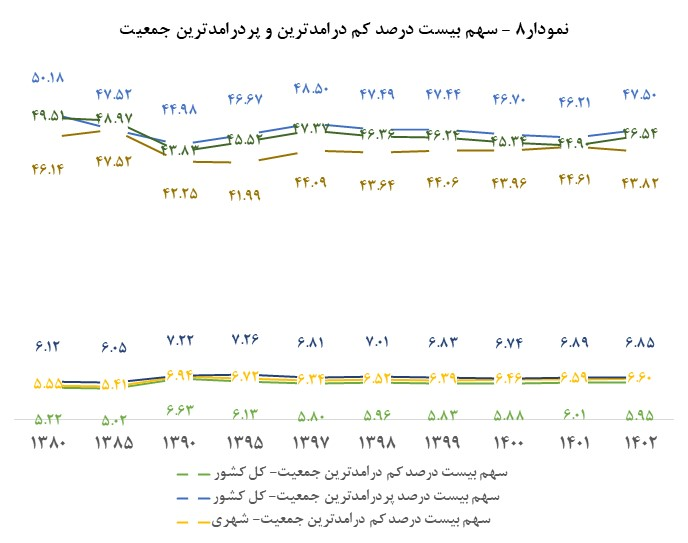 نمودار۸ - سهم بیست درصد کم درامدترین و پردرامدترین جمعیت
۵۰.۱۸ ۴۷.۵۲ ۴۴.۹۸ ۴۶.۶۷ ۴۸.۵۰ ۴۷.۴۹ ۴۷.۴۴ ۴۶.۷۰ ۴۶.۲۱ ۴۷.۵۰
۴۹.۵۱ ۴۸.۹۷ ۴۳.۸۳ ۴۵.۵۲ ۴۷.۳۷ ۴۶.۳۶ ۴۶.۲۴ ۴۵.۳۴ ۴۴.۹۰ ۴۶.۵۴
۴۶.۱۴ ۴۷.۵۲ ۴۲.۲۵ ۴۱.۹۹ ۴۴.۰۹ ۴۳.۶۴ ۴۴.۰۶ ۴۳.۹۶ ۴۴.۶۱ ۴۳.۸۲
۶.۱۲ ۶.۰۵ ۷.۲۲ ۷.۲۶ ۶.۸۱ ۷.۰۱ ۶.۸۳ ۶.۷۴ ۶.۸۹ ۶.۸۵
۵.۵۵ ۵.۴۱ ۶.۹۴ ۶.۷۲ ۶.۳۴ ۶.۵۲ ۶.۳۹ ۶.۴۶ ۶.۵۹ ۶.۶۰
۵.۲۲ ۵.۰۲ ۶.۶۳ ۶.۱۳ ۵.۸۰ ۵.۹۶ ۵.۸۳ ۵.۸۸ ۶.۰۱ ۵.۹۵
۱۳۸۰ ۱۳۸۵ ۱۳۹۰ ۱۳۹۵ ۱۳۹۷ ۱۳۹۸ ۱۳۹۹ ۱۴۰۰ ۱۴۰۱ ۱۴۰۲
سهم بیست درصد کم درامدترین جمعیت- کل کشور
سهم بیست درصد پردرامدترین جمعیت- کل کشور
سهم بیست درصد کم درامدترین جمعیت- شهری